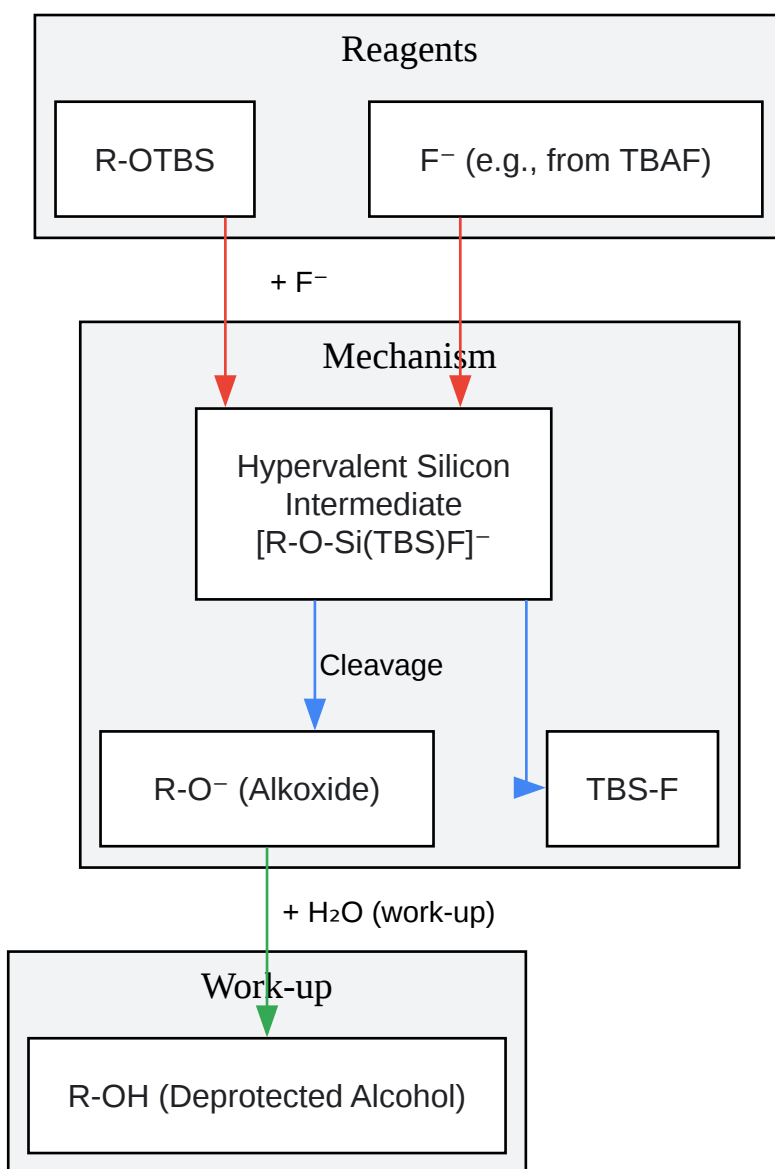 Reagents
R-OTBS
F⁻ (e.g., from TBAF)
+ F⁻
Mechanism
Hypervalent Silicon
Intermediate
[R-O-Si(TBS)F]⁻
Cleavage
R-O⁻ (Alkoxide)
TBS-F
+ H₂O (work-up)
Work-up
R-OH (Deprotected Alcohol)